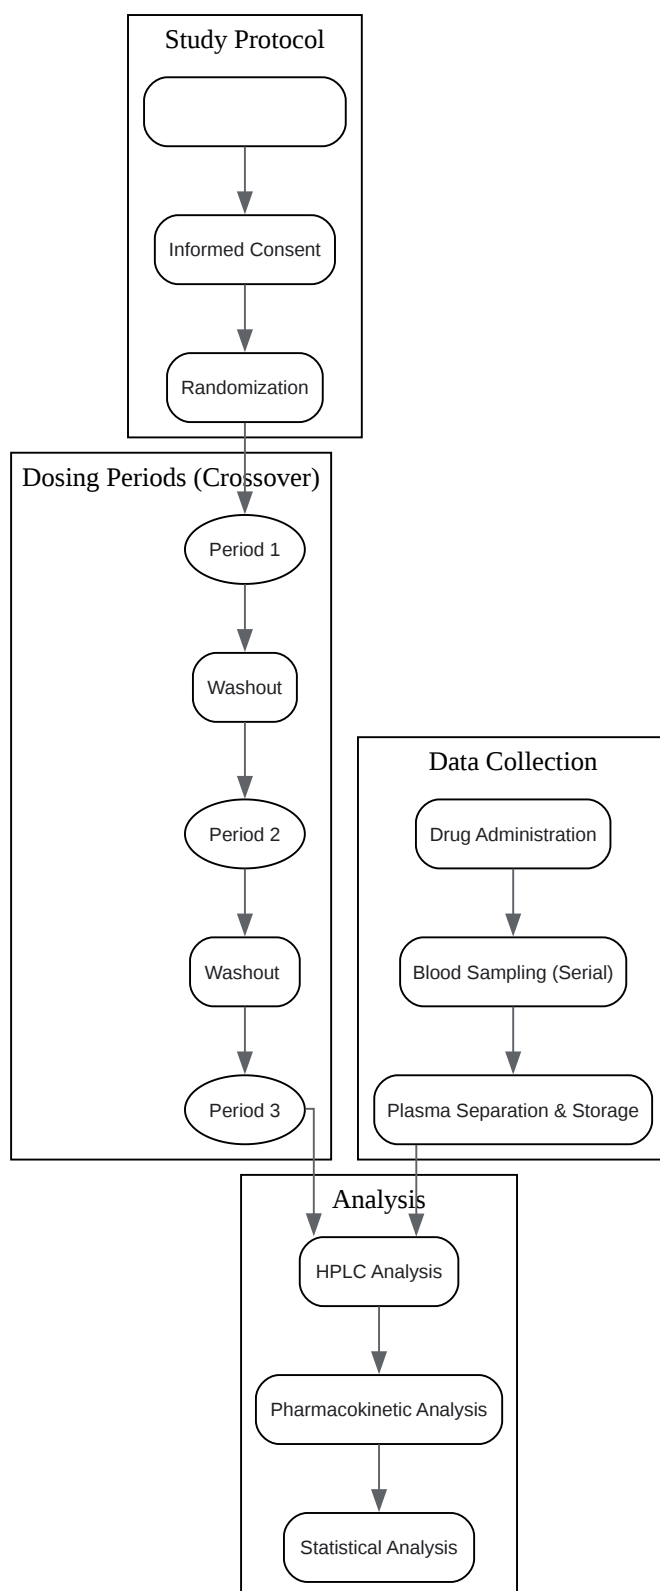 Study Protocol
Informed Consent
Randomization
Dosing Periods (Crossover)
Period 1
Washout
Period 2
Washout
Period 3
Data Collection
Drug Administration
Blood Sampling (Serial)
Plasma Separation & Storage
Analysis
HPLC Analysis
Pharmacokinetic Analysis
Statistical Analysis